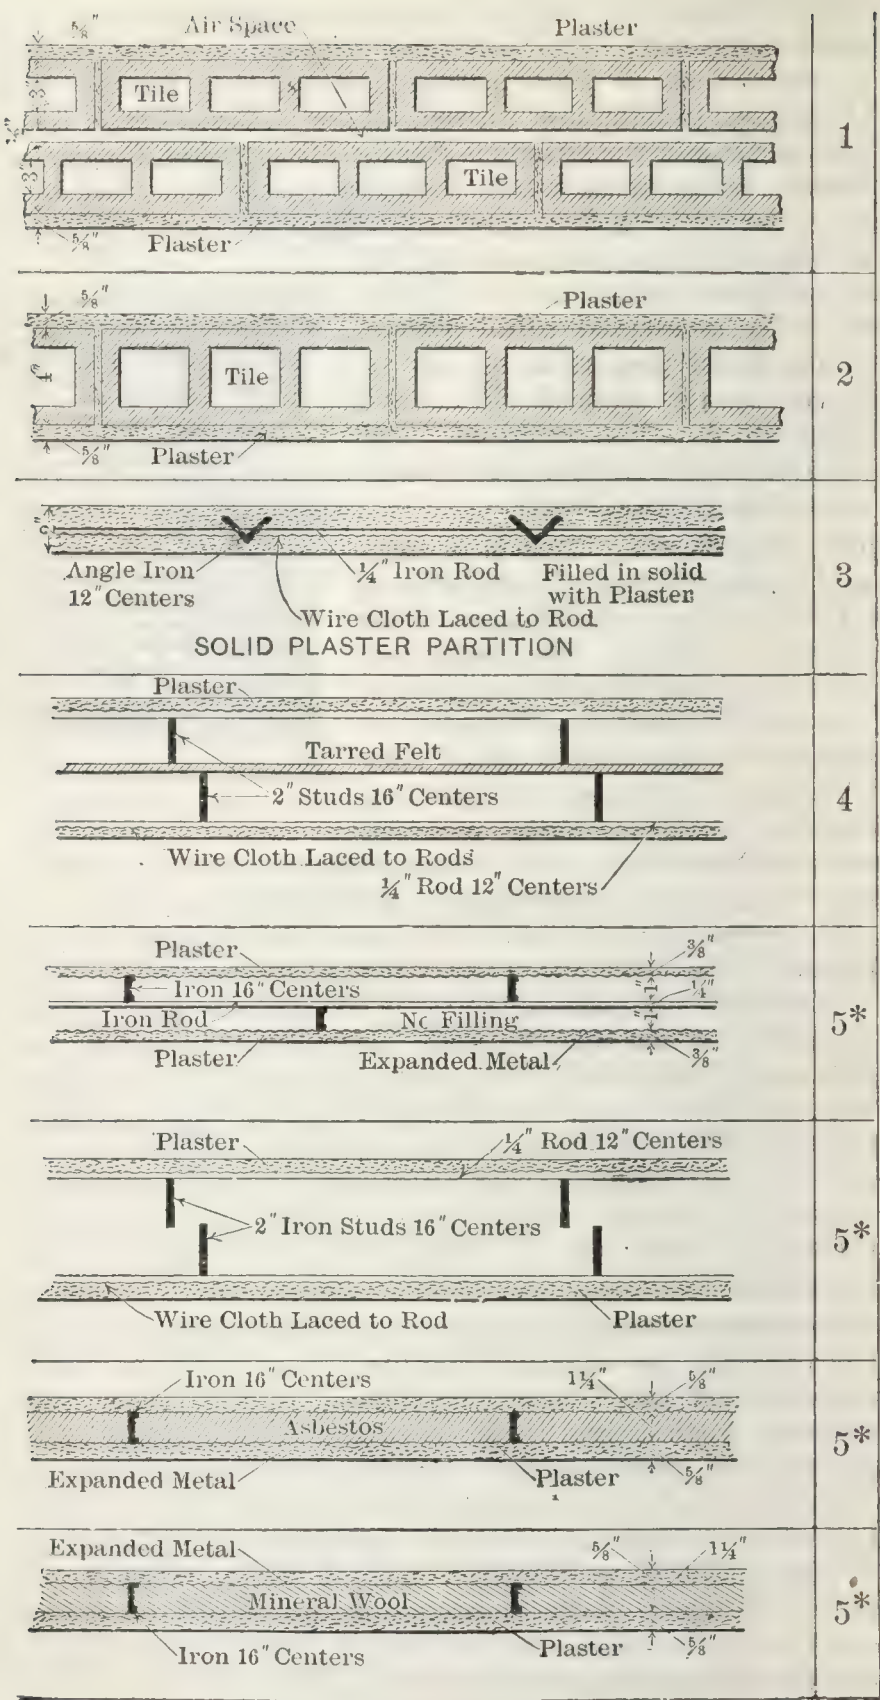 ⅝" Air Space Plaster
Tile
3"
1
3"
Tile
⅝" Plaster
⅝" Plaster
4" Tile 2
⅝" Plaster
2"
Angle Iron ¼" Iron Rod Filled in solid
12" Centers with Plaster
3
Wire Cloth Laced to Rod
SOLID PLASTER PARTITION
Plaster
Tarred Felt
2" Studs 16" Centers 4
Wire Cloth Laced to Rods
¼" Rod 12" Centers
Plaster ⅜"
Iron 16" Centers 1" ¼"
Iron Rod No Filling 1" 5*
Plaster Expanded Metal ⅜"
Plaster ¼" Rod 12" Centers
2" Iron Studs 16" Centers 5*
Wire Cloth Laced to Rod Plaster
Iron 16" Centers 1¼" ⅝"
Asbestos 5*
Expanded Metal Plaster ⅝"
Expanded Metal ⅝" 1¼"
Mineral Wool 5*
Iron 16" Centers Plaster ⅝"